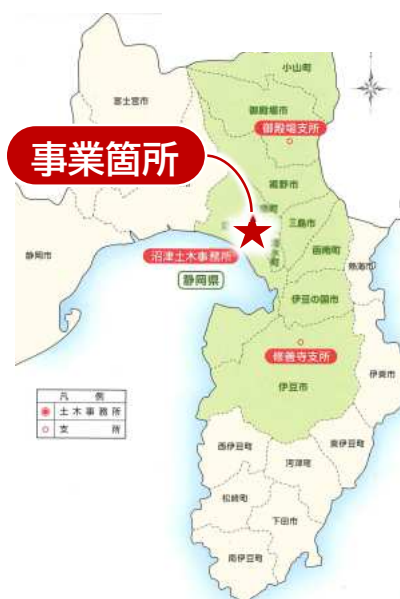 小山町
富士宮市
御殿場市
御殿場支所
事業箇所
裾野市
三島市
函南町
静岡市
沼津土木事務所
熱海市
静岡県
伊豆の国市
修善寺支所
伊東市
伊豆市
凡例
土木事務所
支所
西伊豆町
東伊豆町
河津町
松崎町
下田市
南伊豆町